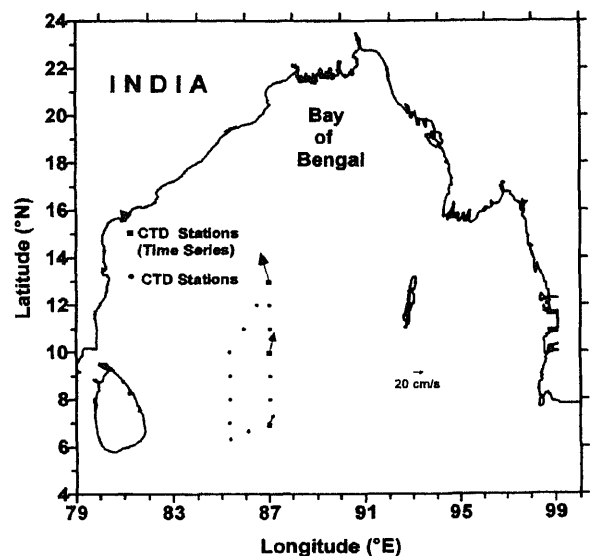 24
22
20
18
16
14
12
10
8
6
4
Latitude (°N)
INDIA
Bay
of
Bengal
CTD Stations
(Time Series)
CTD Stations
20 cm/s
79
83
87
91
95
99
Longitude (°E)